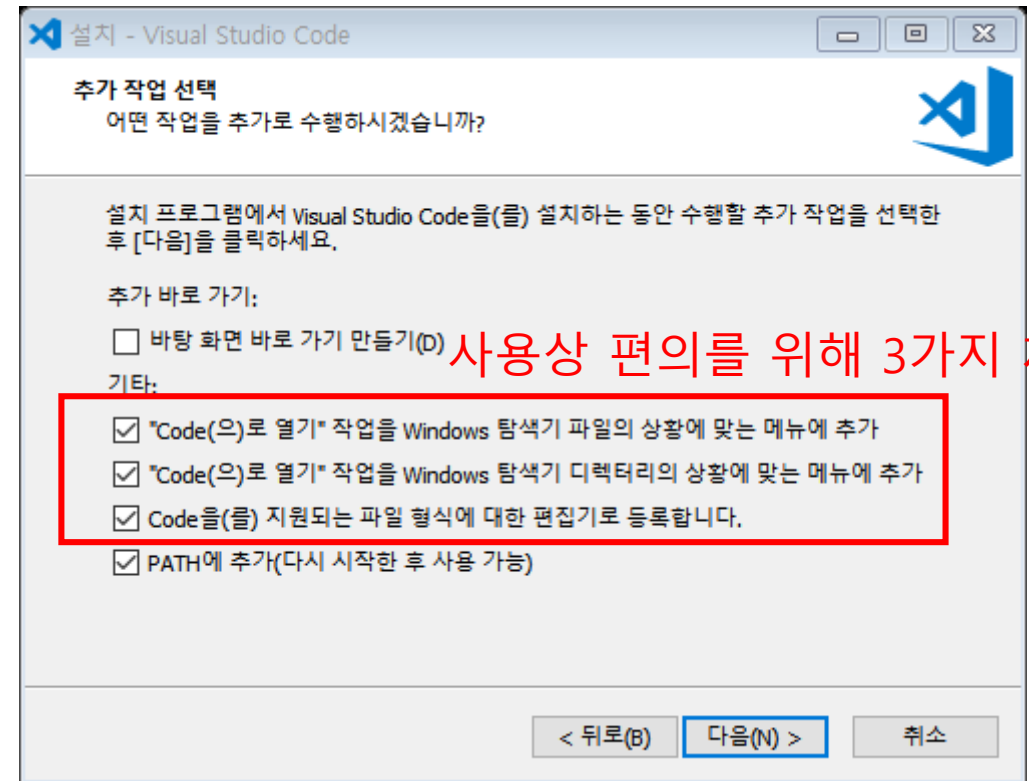 설치 - Visual Studio Code
추가 작업 선택
어떤 작업을 추가로 수행하시겠습니까?
설치 프로그램에서 Visual Studio Code을(를) 설치하는 동안 수행할 추가 작업을 선택한
후 [다음]을 클릭하세요.
추가 바로 가기:
바탕 화면 바로 가기 만들기(D)
사용상 편의를 위해 3가지
기타:
"Code(으)로 열기" 작업을 Windows 탐색기 파일의 상황에 맞는 메뉴에 추가
"Code(으)로 열기" 작업을 Windows 탐색기 디렉터리의 상황에 맞는 메뉴에 추가
Code을(를) 지원되는 파일 형식에 대한 편집기로 등록합니다.
PATH에 추가(다시 시작한 후 사용 가능)
< 뒤로(B) 다음(N) > 취소